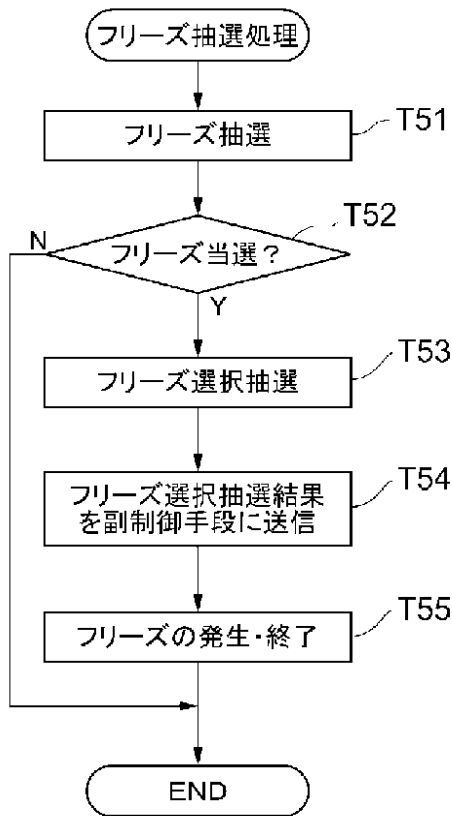 フリーズ抽選処理
フリーズ抽選
T51
フリーズ当選？
T52
N
Y
フリーズ選択抽選
T53
フリーズ選択抽選結果
を副制御手段に送信
T54
フリーズの発生・終了
T55
END